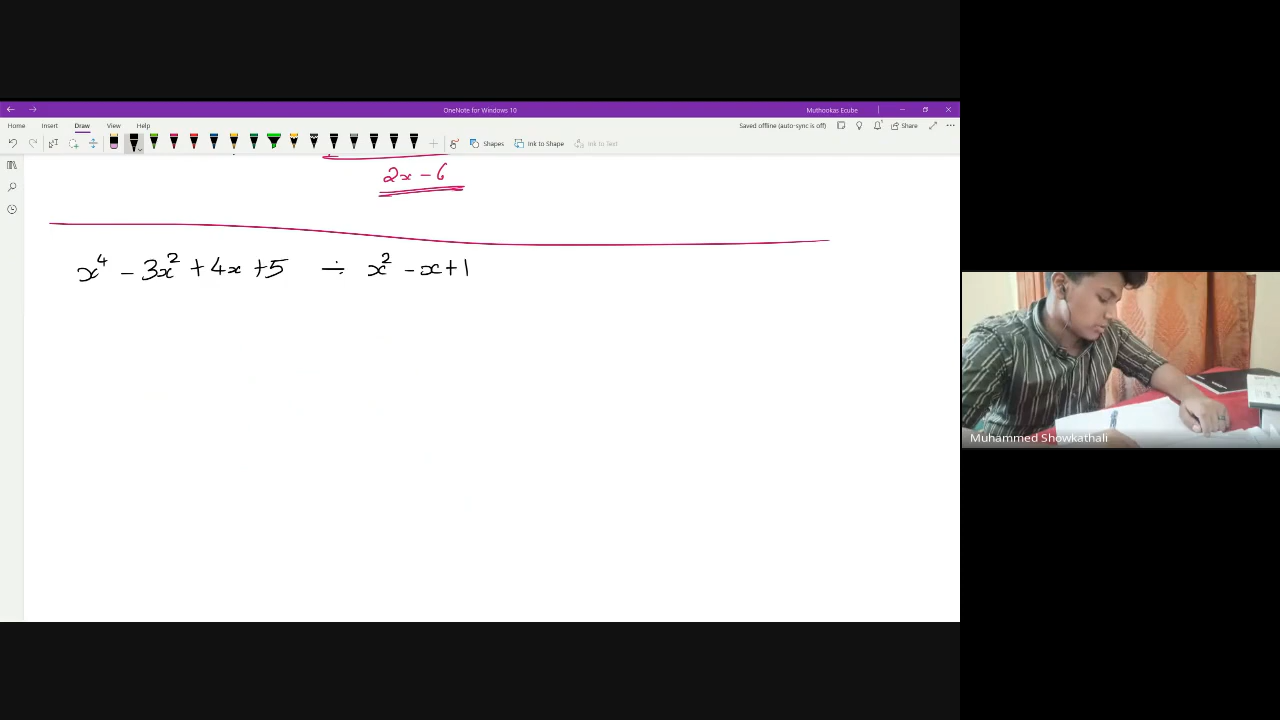 OneNote for Windows 10
Muthookas Ecube
Home Insert Draw View Help
Saved offline (auto-sync is off)
Share
Shapes Ink to Shape Ink to Text
2x - 6
x⁴ - 3x² + 4x + 5 ÷ x² - x + 1
Muhammed Showkathali